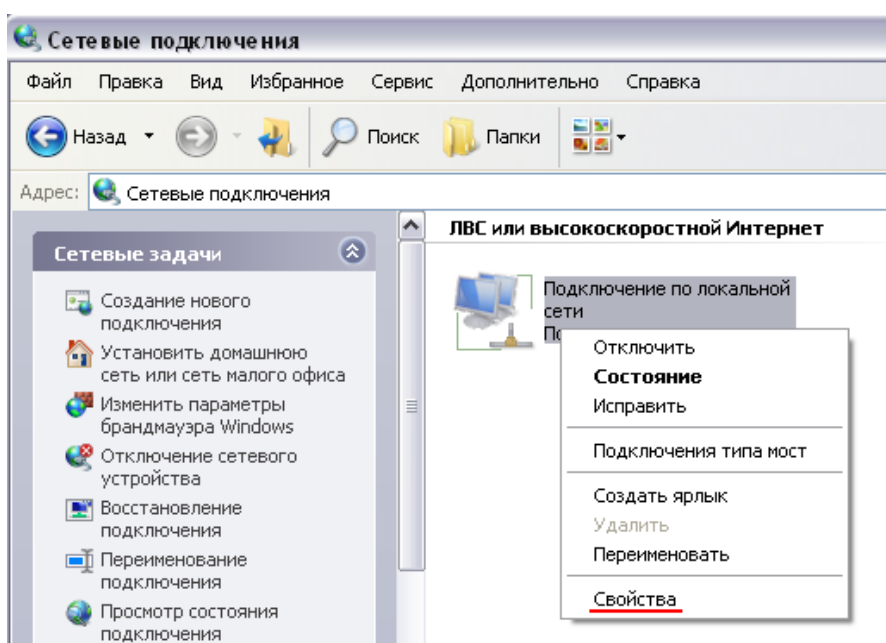 Сетевые подключения
Файл Правка Вид Избранное Сервис Дополнительно Справка
Назад Поиск Папки
Адрес: Сетевые подключения
Сетевые задачи
Создание нового
подключения
Установить домашнюю
сеть или сеть малого офиса
Изменить параметры
брандмауэра Windows
Отключение сетевого
устройства
Восстановление
подключения
Переименование
подключения
Просмотр состояния
подключения
ЛВС или высокоскоростной Интернет
Подключение по локальной
сети
Отключить
Состояние
Исправить
Подключения типа мост
Создать ярлык
Удалить
Переименовать
Свойства